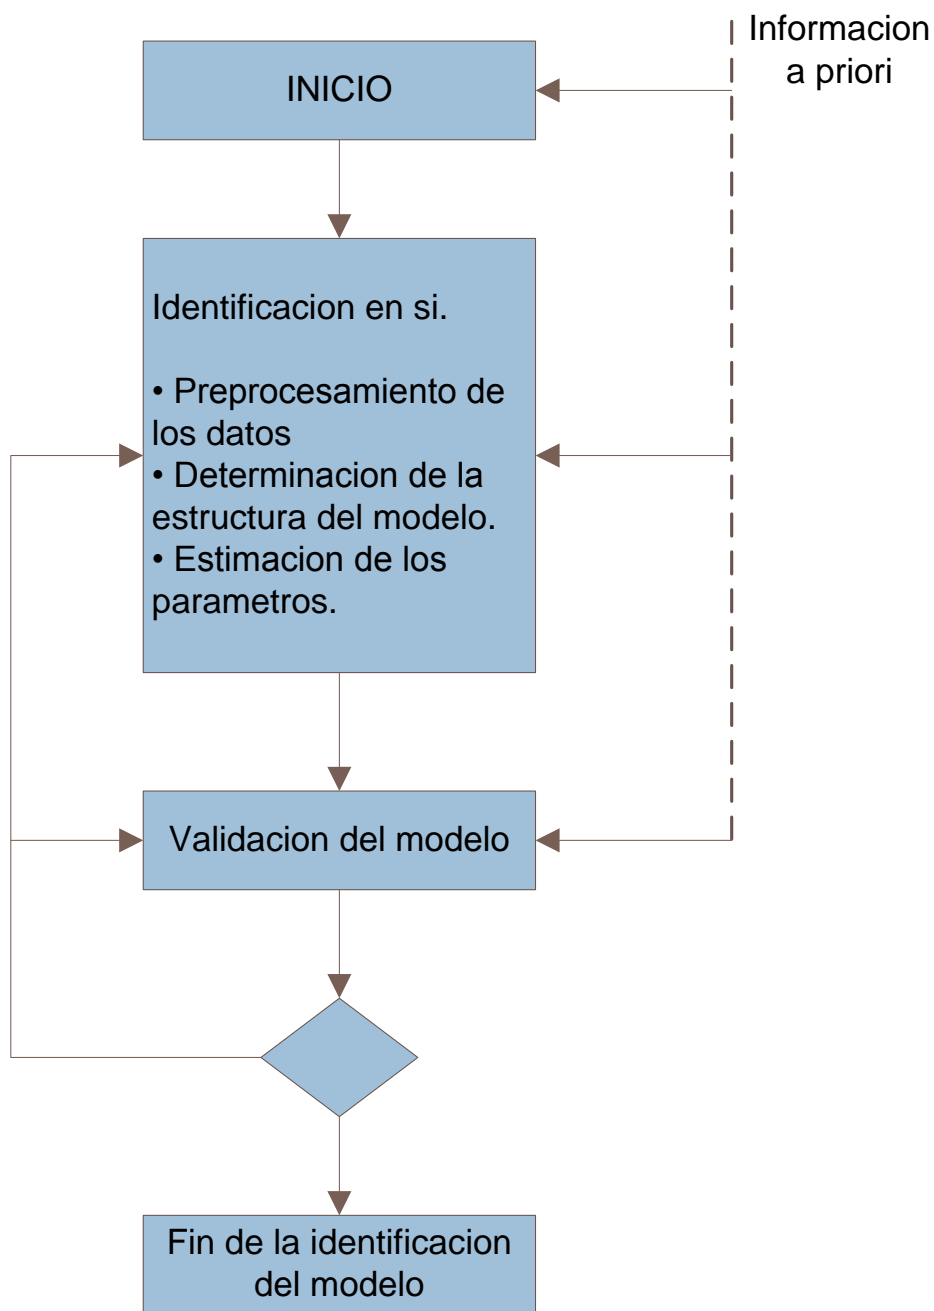 Informacion
a priori
INICIO
Identificacion en si.
• Preprocesamiento de
los datos
• Determinacion de la
estructura del modelo.
• Estimacion de los
parametros.
Validacion del modelo
Fin de la identificacion
del modelo